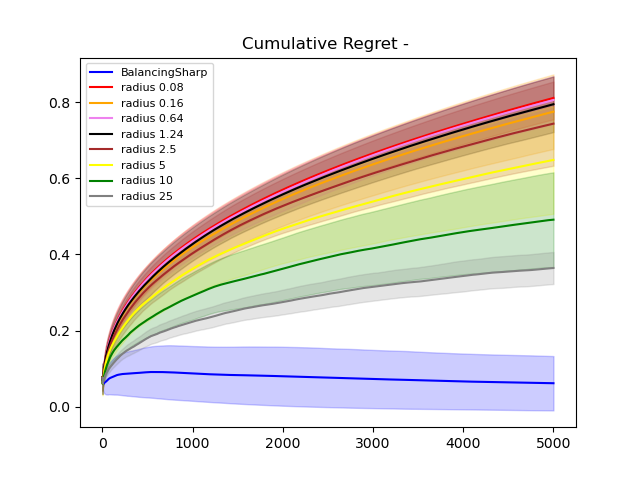 Cumulative Regret -
BalancingSharp
radius 0.08
radius 0.16
radius 0.64
radius 1.24
radius 2.5
radius 5
radius 10
radius 25
0.8
0.6
0.4
0.2
0.0
0 1000 2000 3000 4000 5000